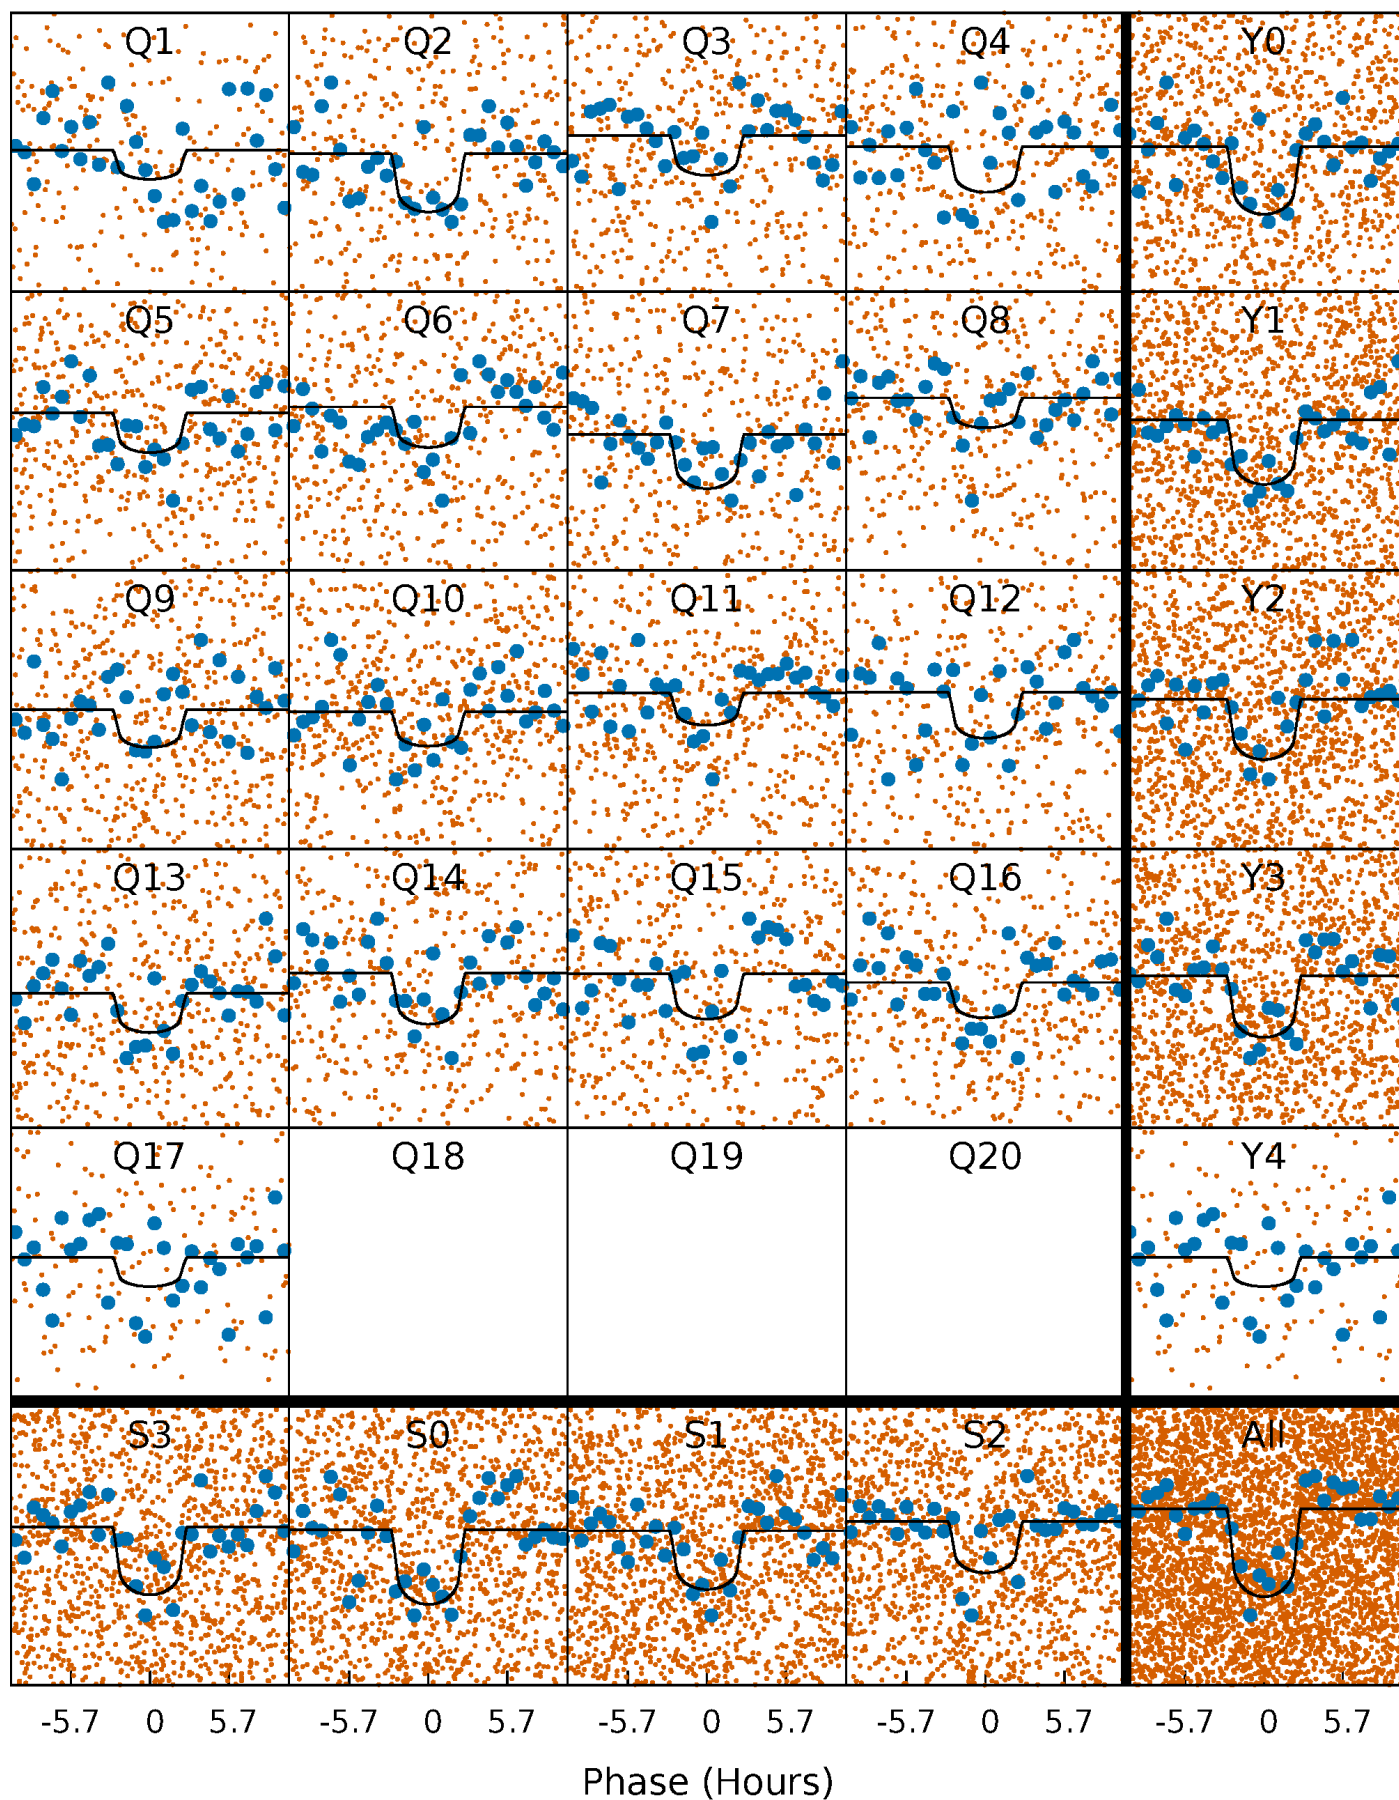 Q1 Q2 Q3 Q4 Y0
Q5 Q6 Q7 Q8 Y1
Q9 Q10 Q11 Q12 Y2
Q13 Q14 Q15 Q16 Y3
Q17 Q18 Q19 Q20 Y4
S3 S0 S1 S2 All
-5.7 0 5.7 -5.7 0 5.7 -5.7 0 5.7 -5.7 0 5.7 -5.7 0 5.7
Phase (Hours)